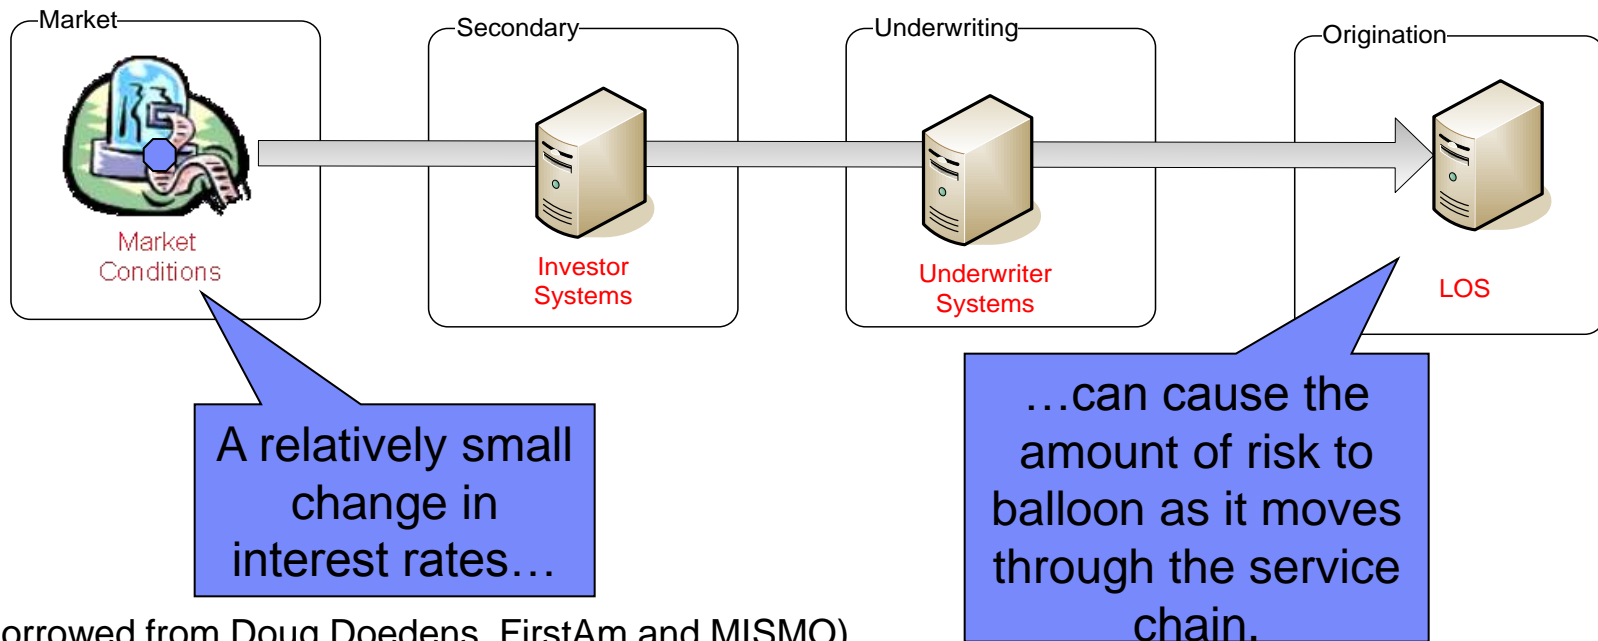 Market
Secondary
Underwriting
Origination
Market
Conditions
Investor
Systems
Underwriter
Systems
LOS
A relatively small
change in
interest rates…
…can cause the
amount of risk to
balloon as it moves
through the service
chain.
orrowed from Doug Doedens, FirstAm and MISMO)